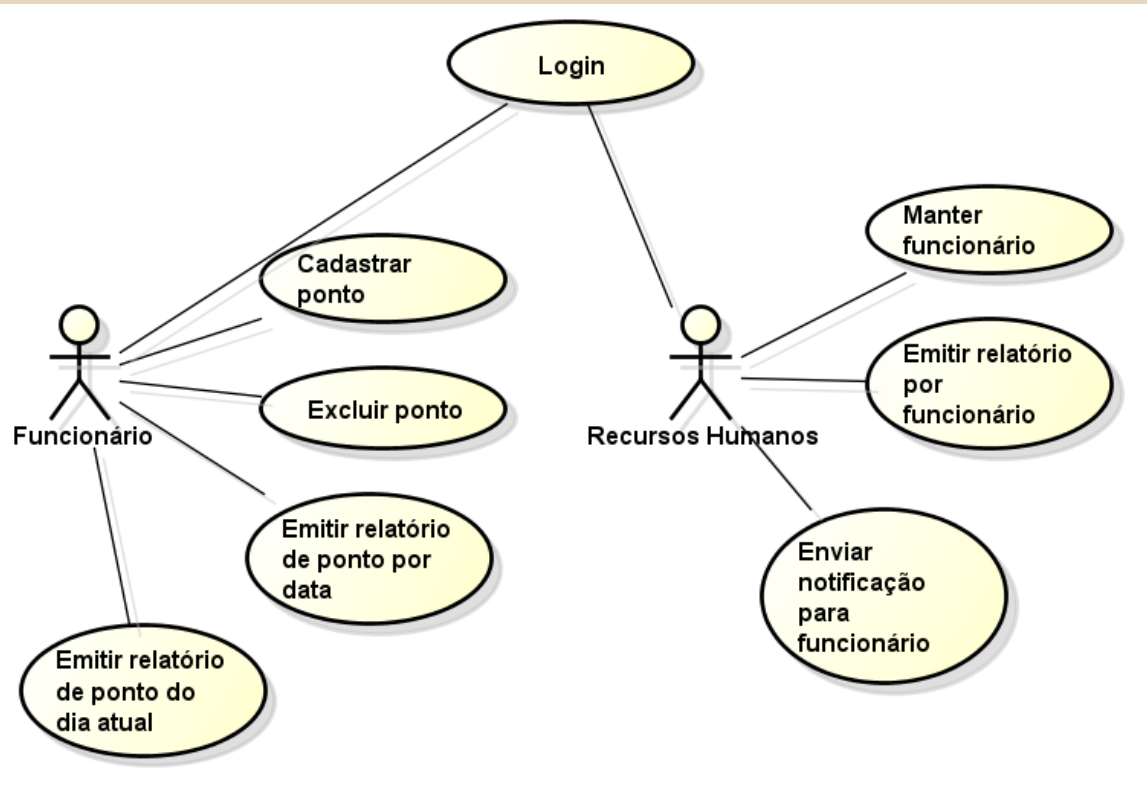 Login
Cadastrar
ponto
Manter
funcionário
Excluir ponto
Emitir relatório
por
funcionário
Funcionário
Recursos Humanos
Emitir relatório
de ponto por
data
Enviar
notificação
para
funcionário
Emitir relatório
de ponto do
dia atual